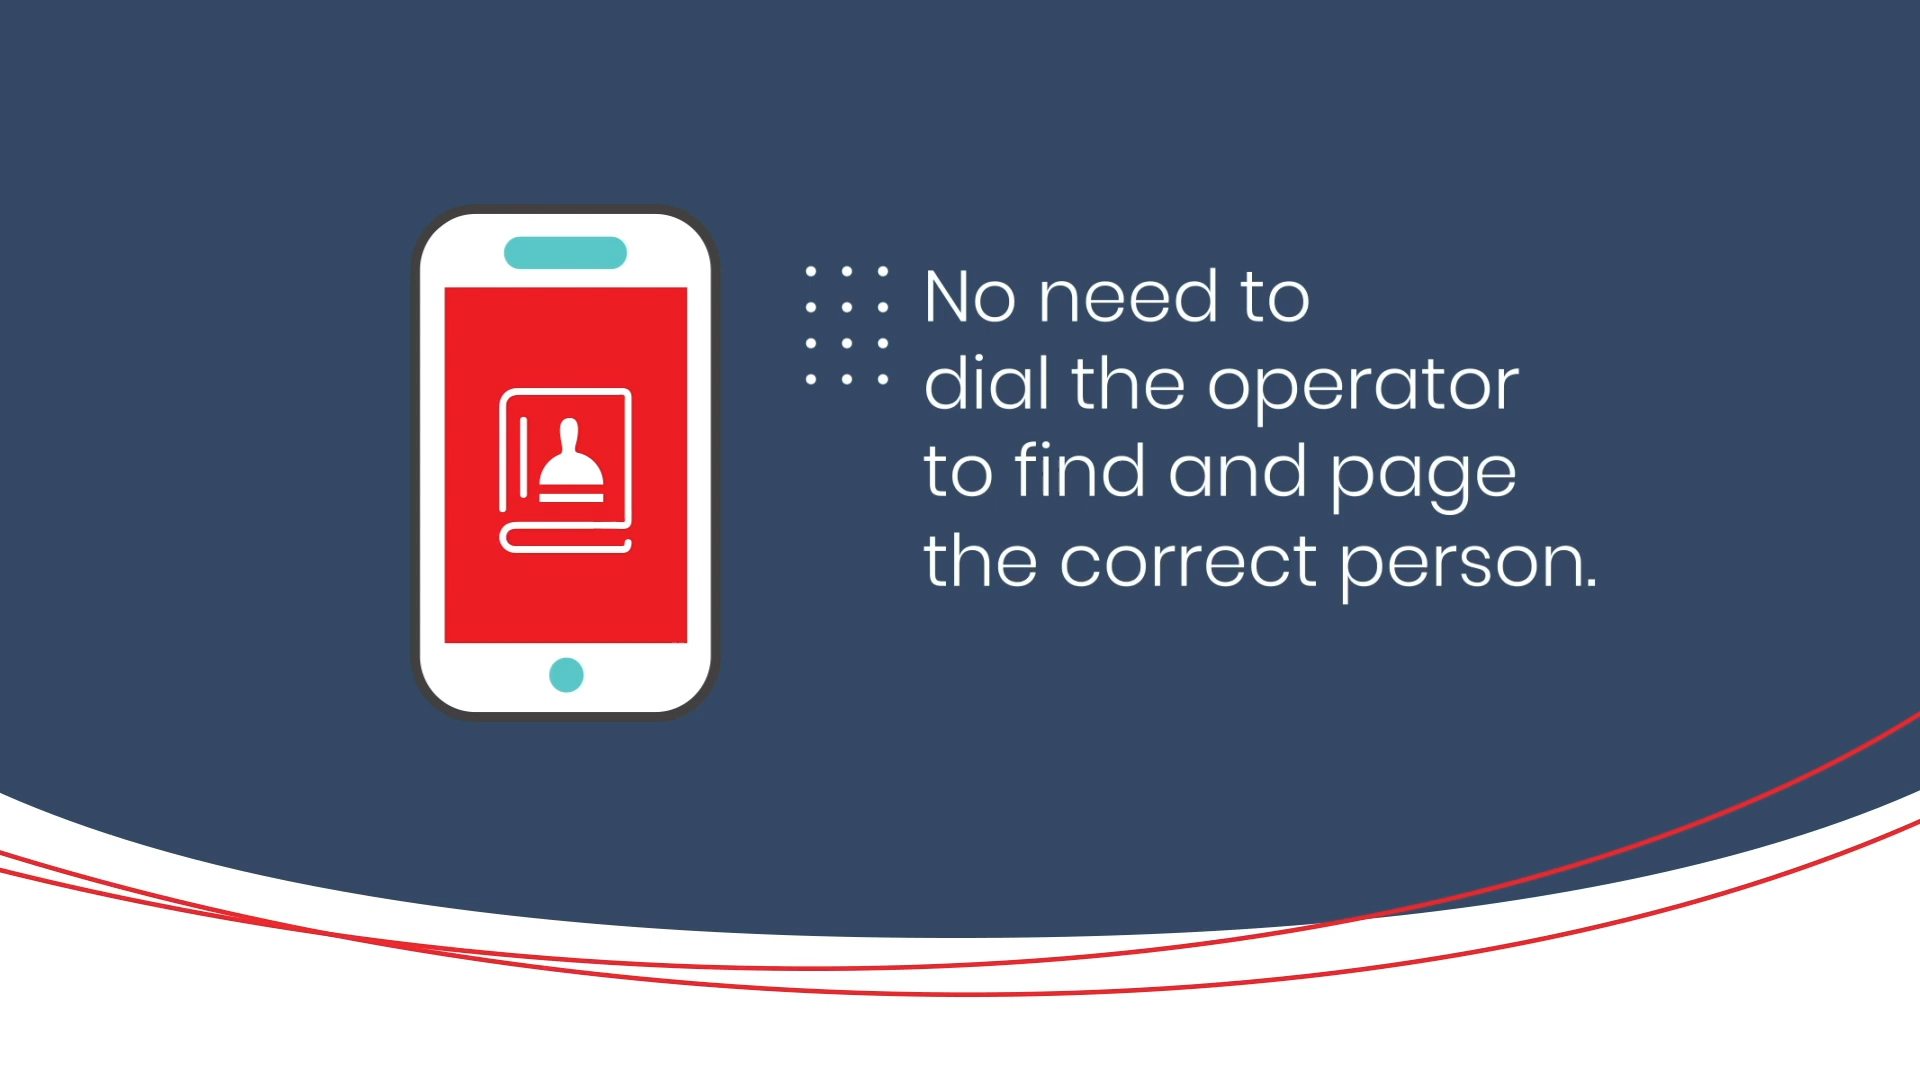 No need to
dial the operator
to find and page
the correct person.